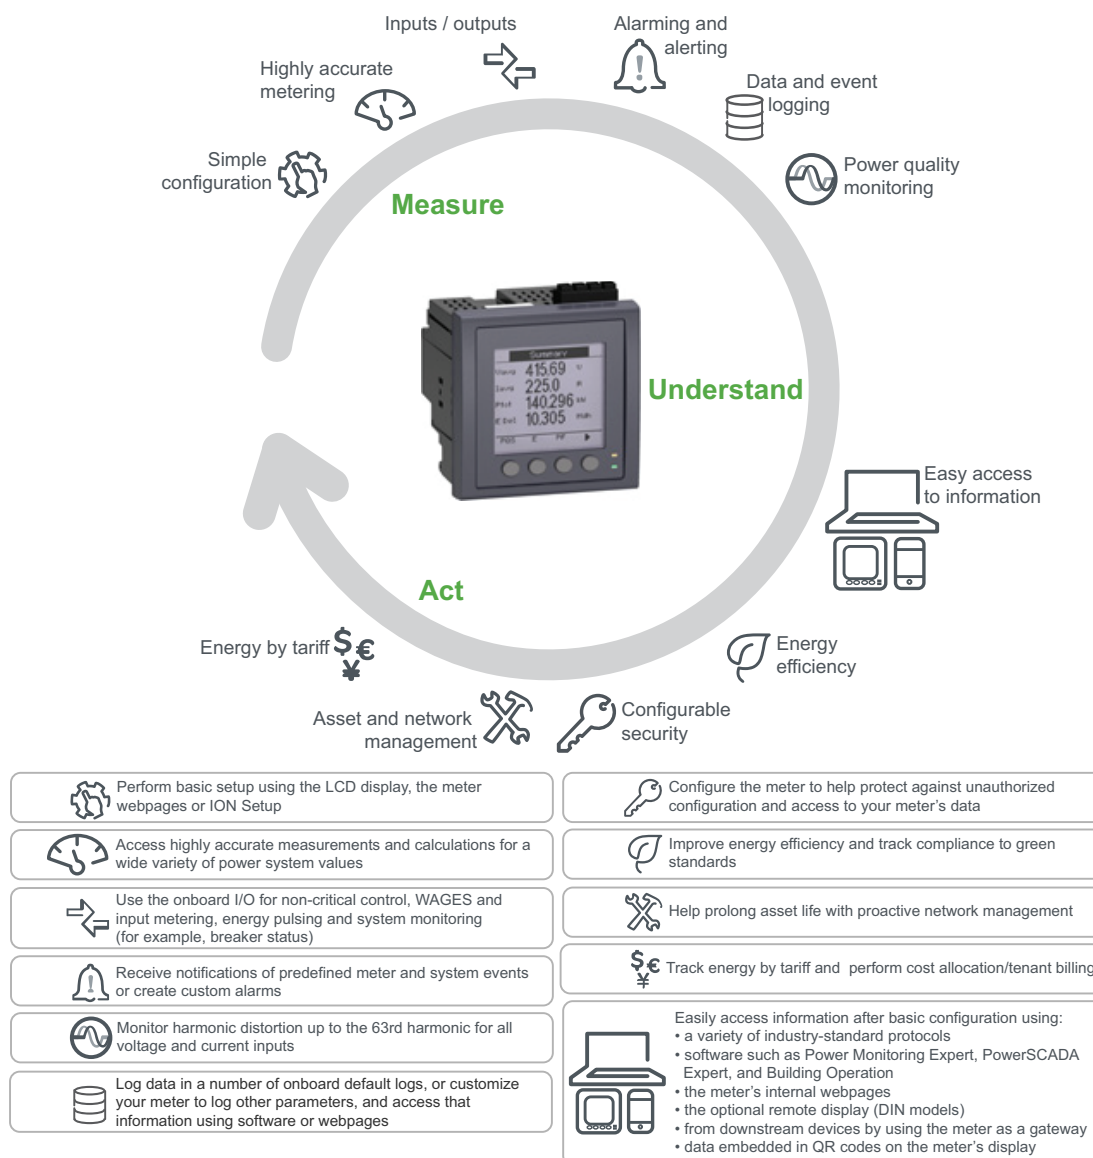 Inputs / outputs
Alarming and
alerting
Highly accurate
metering
Data and event
logging
Simple
configuration
Power quality
monitoring
Measure
Summary
Vavg 415.69 V
Iavg 225.0 A
Ptot 140.296 kW
E Del 10.305 MWh
PQS E PF
Understand
Easy access
to information
Act
Energy by tariff $ € ¥
Energy
efficiency
Asset and network
management
Configurable
security
Perform basic setup using the LCD display, the meter
webpages or ION Setup
Access highly accurate measurements and calculations for a
wide variety of power system values
Use the onboard I/O for non-critical control, WAGES and
input metering, energy pulsing and system monitoring
(for example, breaker status)
Receive notifications of predefined meter and system events
or create custom alarms
Monitor harmonic distortion up to the 63rd harmonic for all
voltage and current inputs
Log data in a number of onboard default logs, or customize
your meter to log other parameters, and access that
information using software or webpages
Configure the meter to help protect against unauthorized
configuration and access to your meter's data
Improve energy efficiency and track compliance to green
standards
Help prolong asset life with proactive network management
$ € ¥ Track energy by tariff and perform cost allocation/tenant billing
Easily access information after basic configuration using:
• a variety of industry-standard protocols
• software such as Power Monitoring Expert, PowerSCADA
Expert, and Building Operation
• the meter's internal webpages
• the optional remote display (DIN models)
• from downstream devices by using the meter as a gateway
• data embedded in QR codes on the meter's display